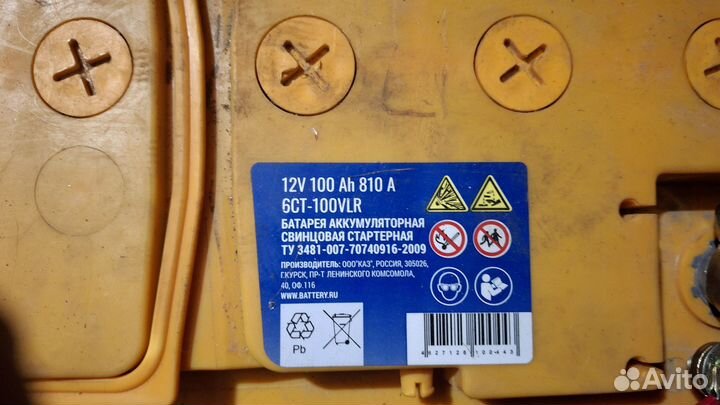 12V 100 Ah 810 A
6СТ-100VLR
БАТАРЕЯ АККУМУЛЯТОРНАЯ
СВИНЦОВАЯ СТАРТЕРНАЯ
ТУ 3481-007-70740916-2009
ПРОИЗВОДИТЕЛЬ: ООО"КАЗ", РОССИЯ, 305026,
Г.КУРСК, ПР-Т ЛЕНИНСКОГО КОМСОМОЛА,
40, ОФ.116
WWW.BATTERY.RU
Pb
Avito